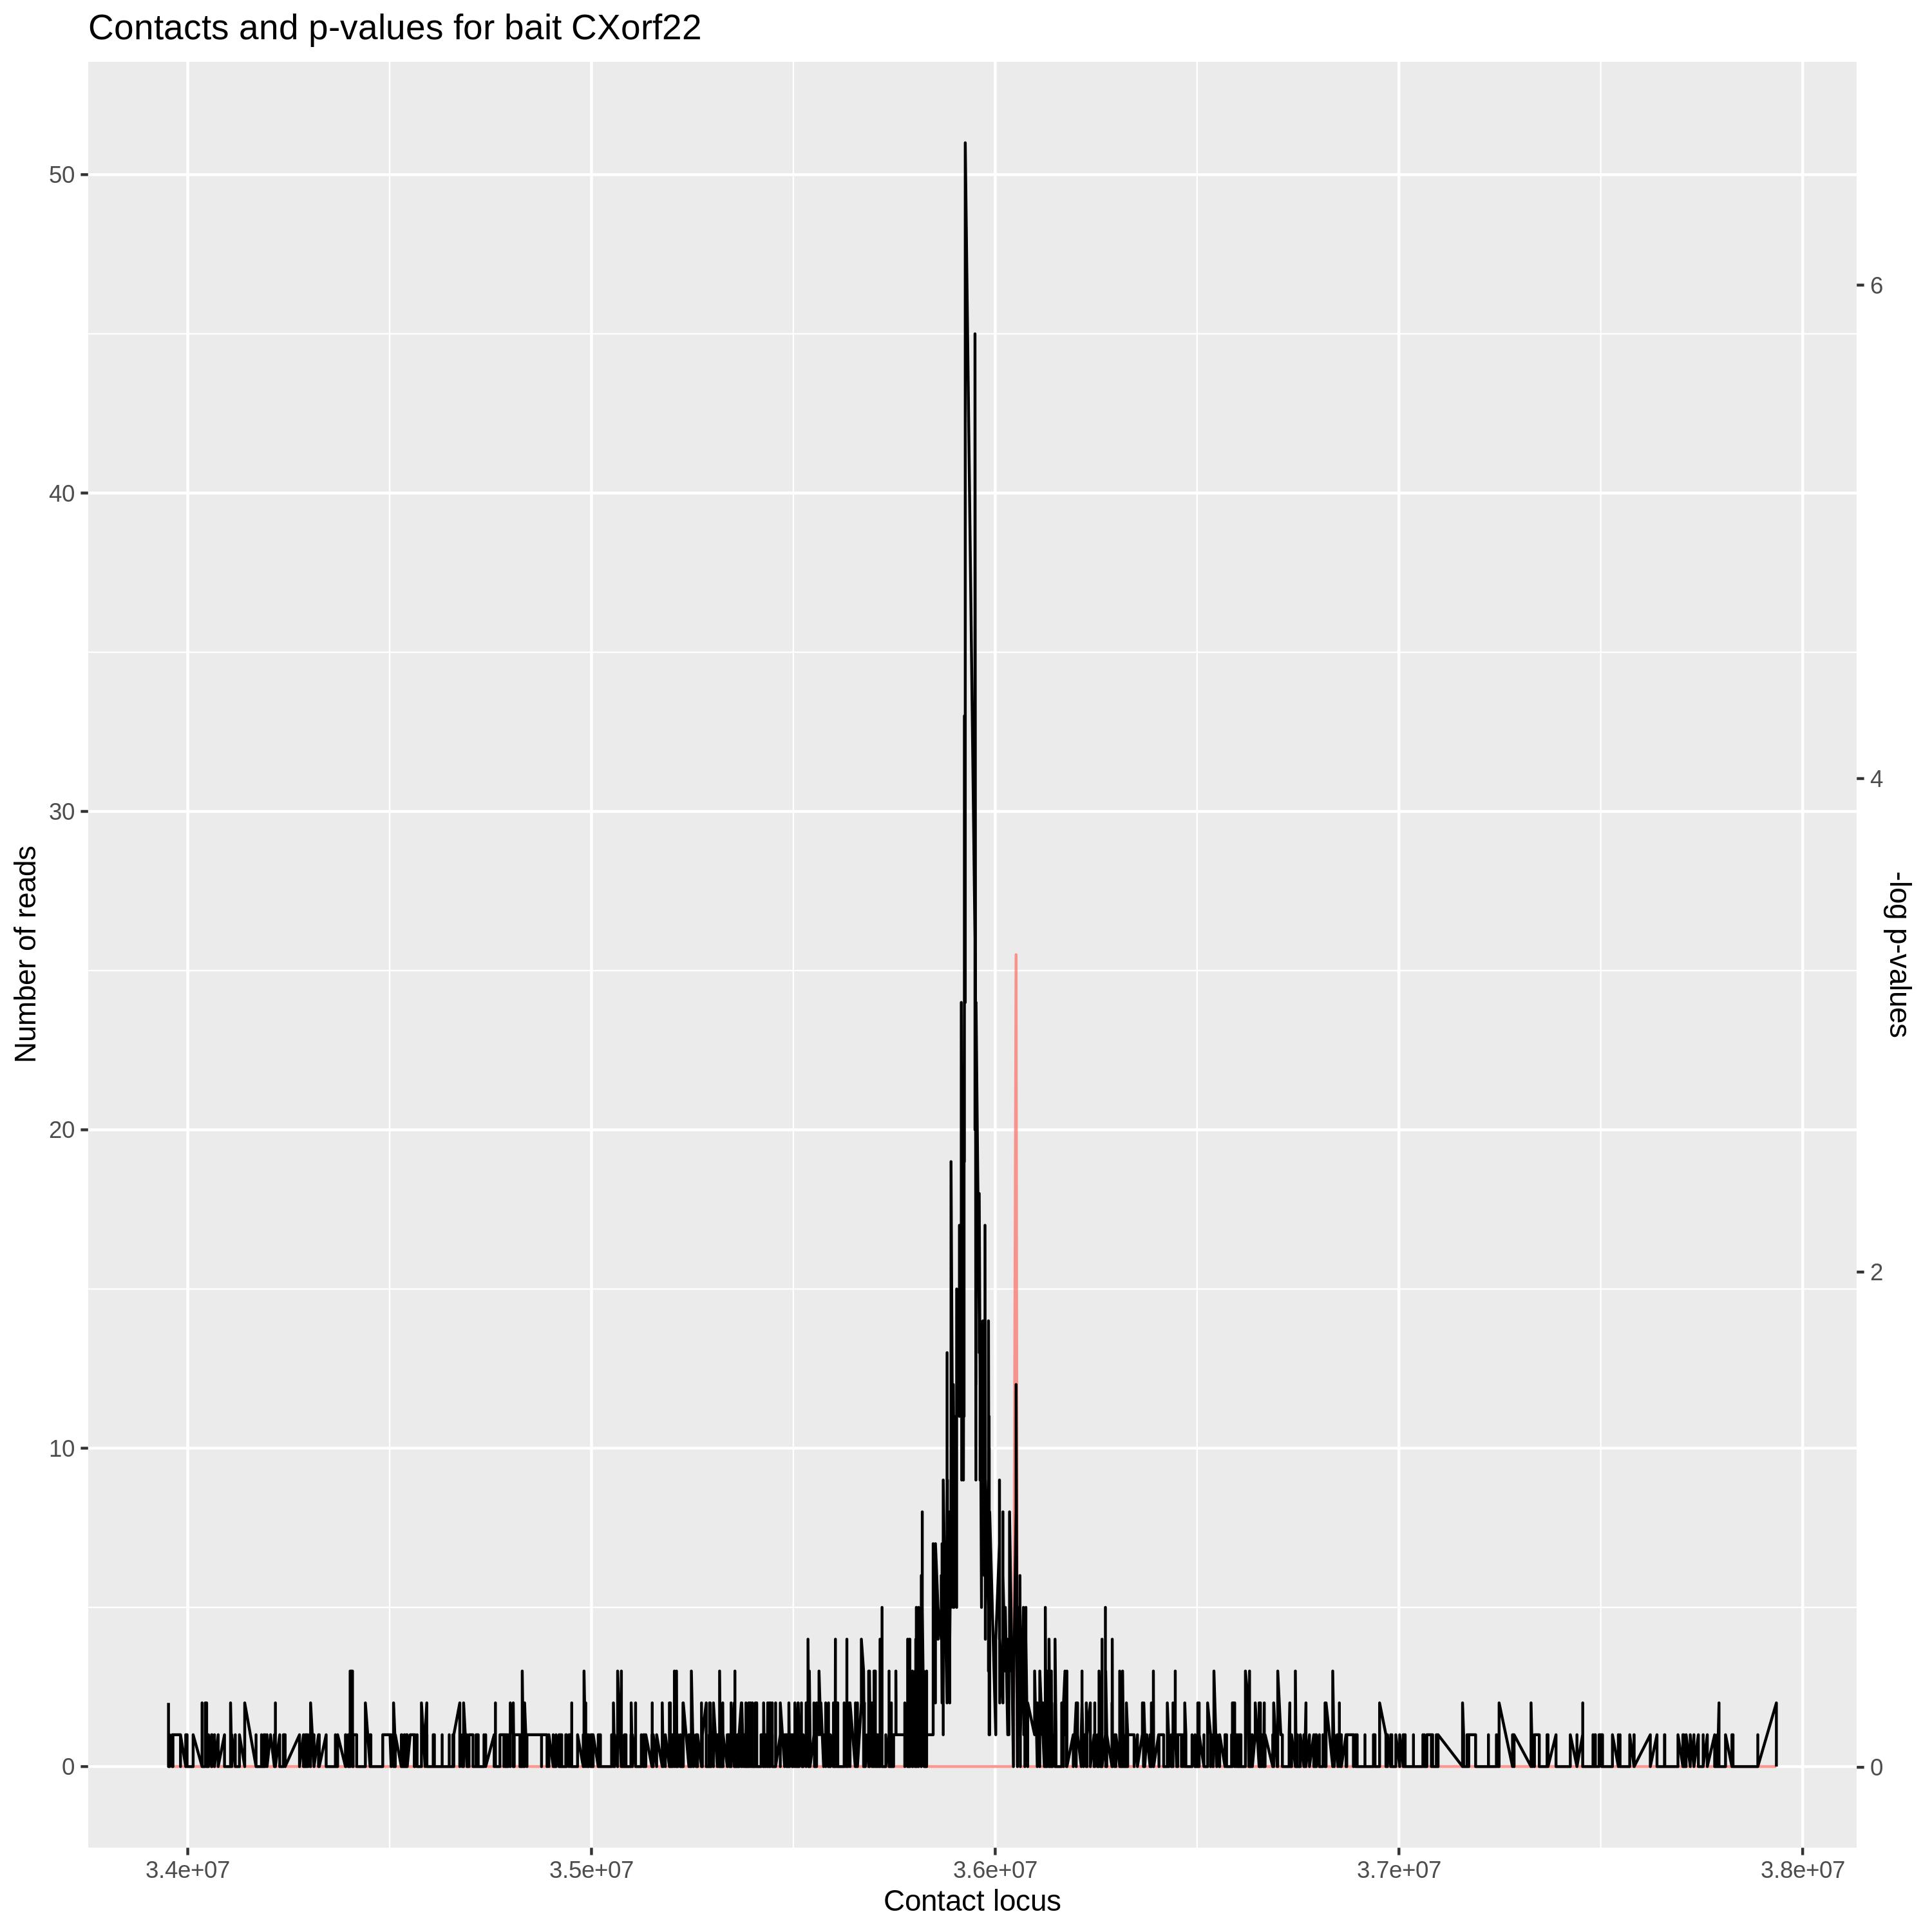 Contacts and p-values for bait CXorf22
50
40
30
20
10
0
Number of reads
6
4
2
0
-log p-values
3.4e+07
3.5e+07
3.6e+07
3.7e+07
3.8e+07
Contact locus